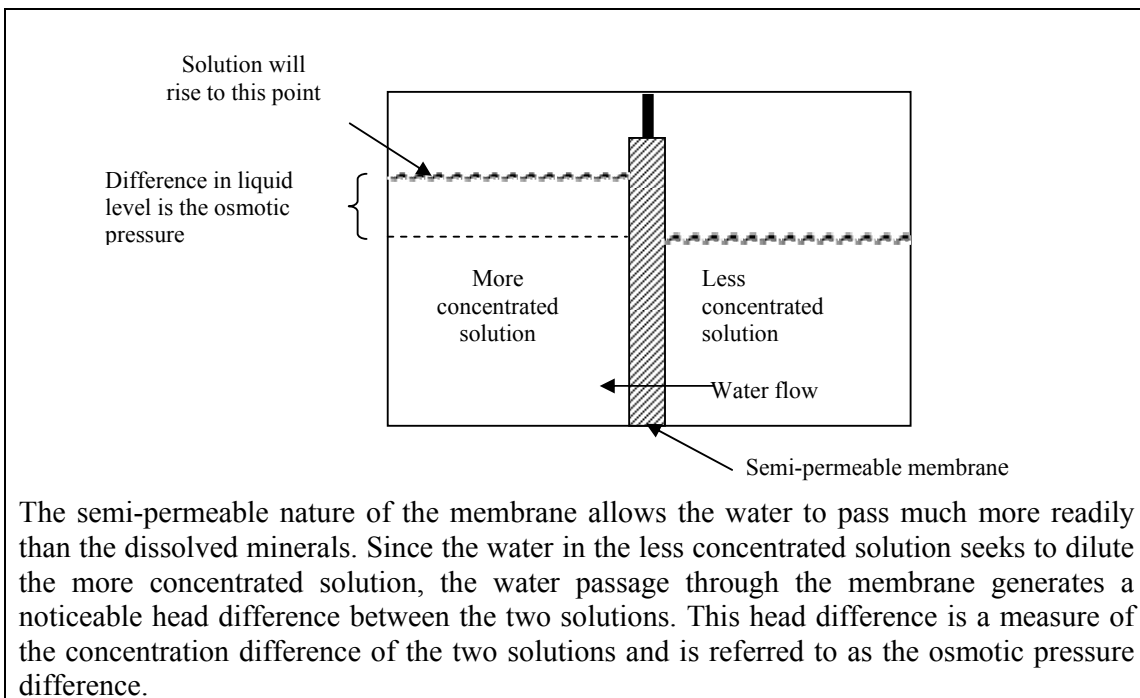 Solution will
rise to this point
Difference in liquid
level is the osmotic
pressure
More
concentrated
solution
Less
concentrated
solution
Water flow
Semi-permeable membrane
The semi-permeable nature of the membrane allows the water to pass much more readily
than the dissolved minerals. Since the water in the less concentrated solution seeks to dilute
the more concentrated solution, the water passage through the membrane generates a
noticeable head difference between the two solutions. This head difference is a measure of
the concentration difference of the two solutions and is referred to as the osmotic pressure
difference.